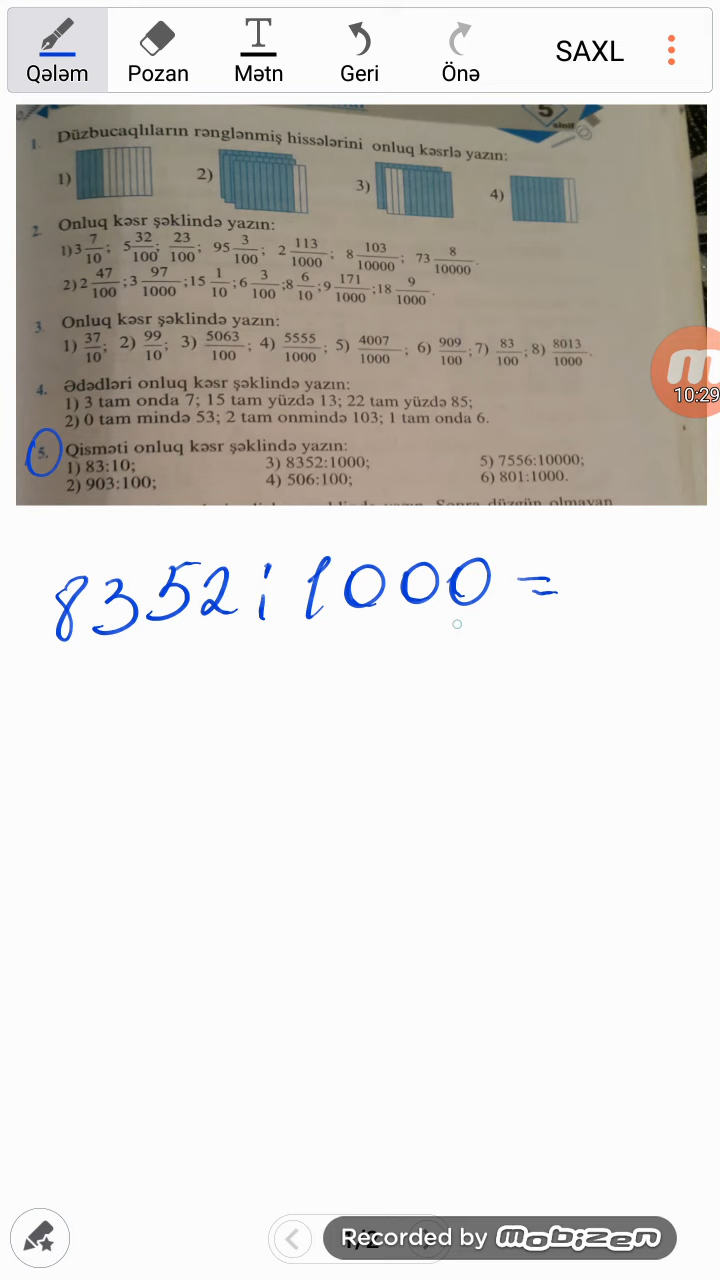 Qələm Pozan Mətn Geri Önə SAXL
5
sinif
1. Düzbucaqlıların rənglənmiş hissələrini onluq kəsrlə yazın:
1) 2) 3) 4)
2. Onluq kəsr şəklində yazın:
1) 3 7/10; 5 32/100; 23/100; 95 3/100; 2 113/1000; 8 103/10000; 73 8/10000.
2) 2 47/100; 3 97/1000; 15 1/10; 6 3/100; 8 6/10; 9 171/1000; 18 9/1000.
3. Onluq kəsr şəklində yazın:
1) 37/10; 2) 99/10; 3) 5063/100; 4) 5555/1000; 5) 4007/1000; 6) 909/100; 7) 83/100; 8) 8013/1000.
10:29
4. Ədədləri onluq kəsr şəklində yazın:
1) 3 tam onda 7; 15 tam yüzdə 13; 22 tam yüzdə 85;
2) 0 tam mində 53; 2 tam onmində 103; 1 tam onda 6.
5. Qisməti onluq kəsr şəklində yazın:
1) 83:10; 3) 8352:1000; 5) 7556:10000;
2) 903:100; 4) 506:100; 6) 801:1000.
yazın. Sonra düzgün olmayan
8352:1000=
1/2
Recorded by mobizen